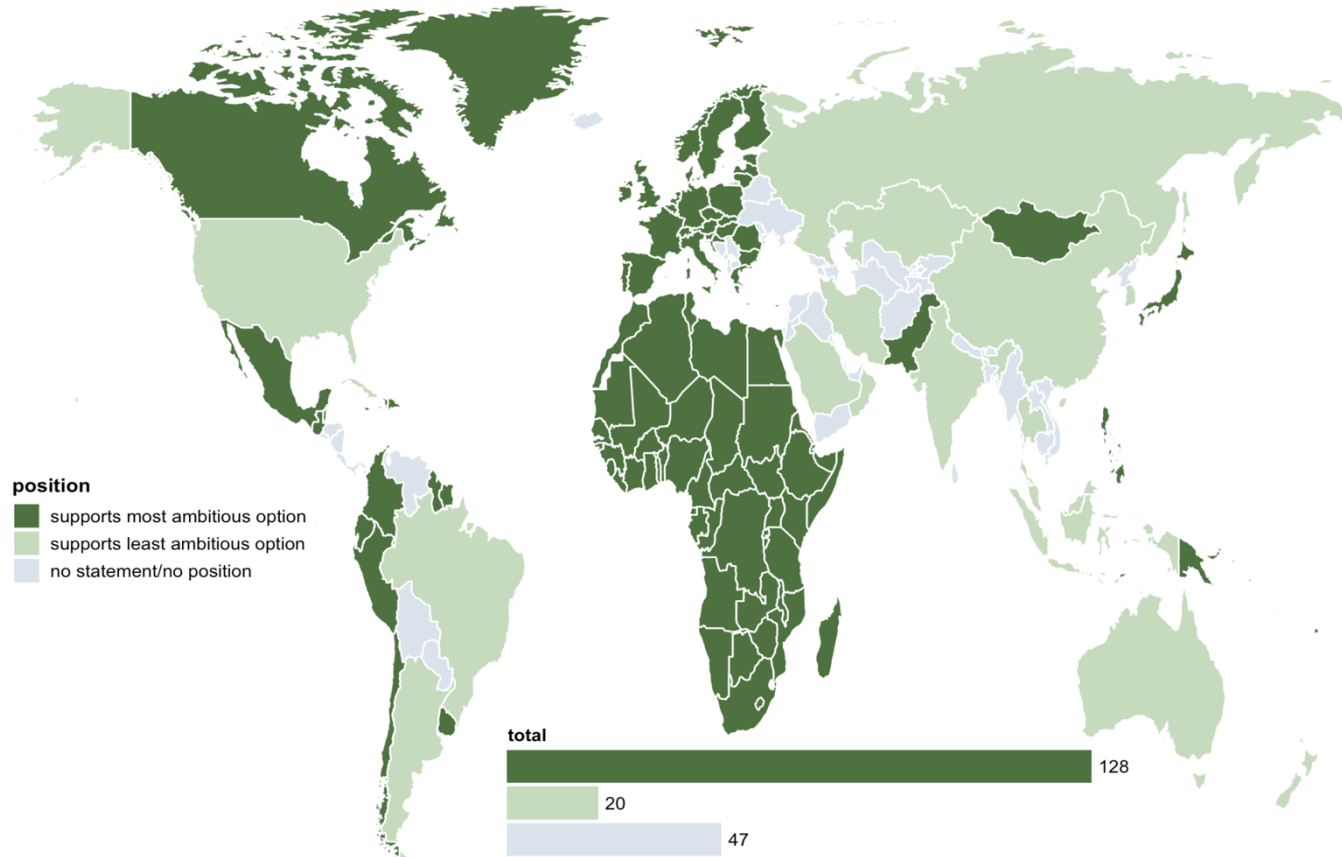 position
supports most ambitious option
supports least ambitious option
no statement/no position
total
128
20
47